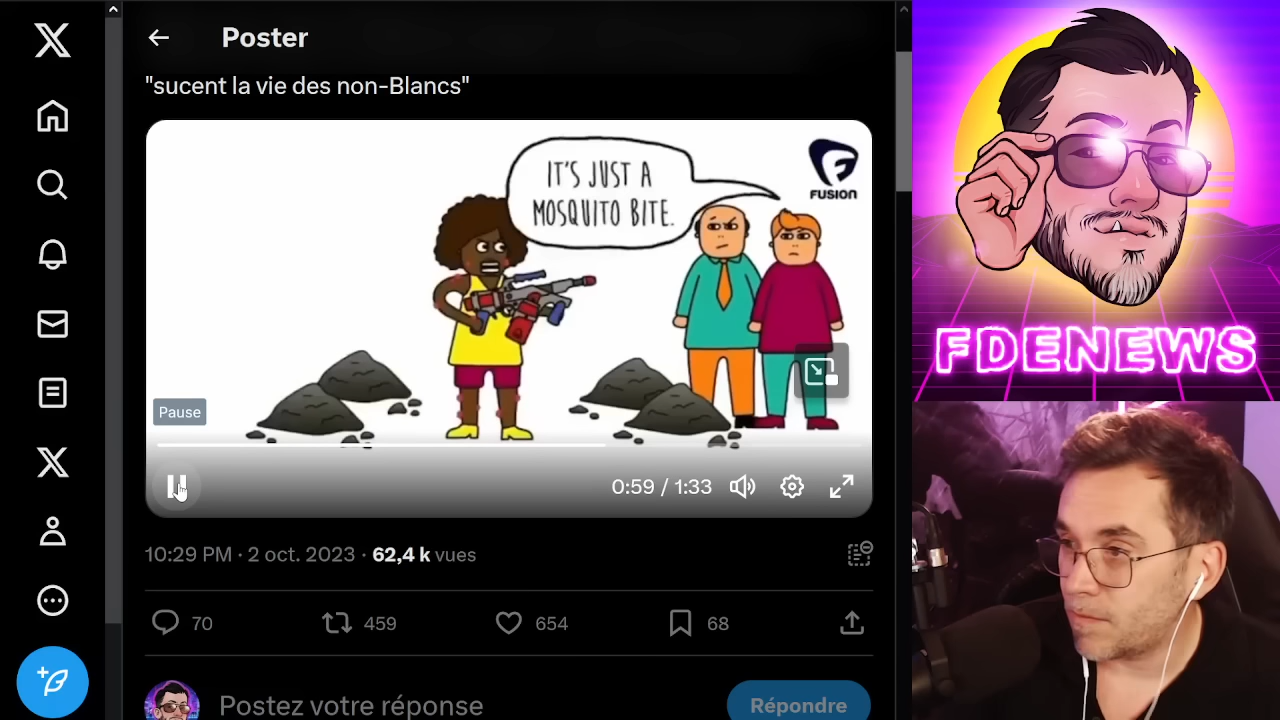 Poster
"sucent la vie des non-Blancs"
IT'S JUST A
MOSQUITO BITE.
FUSION
Pause
0:59 / 1:33
10:29 PM · 2 oct. 2023 · 62,4 k vues
70
459
654
68
Postez votre réponse
Répondre
FDENEWS